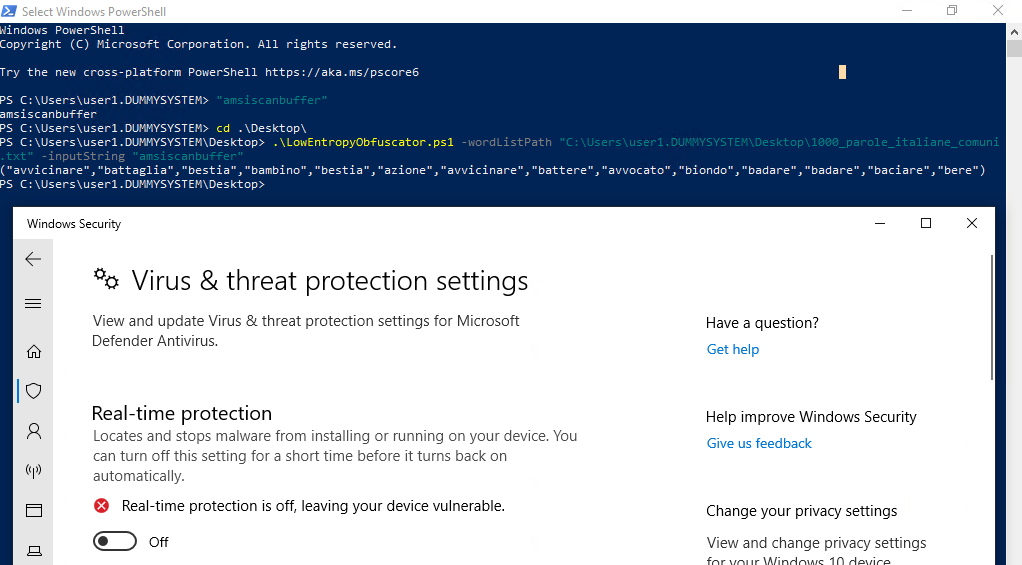 Select Windows PowerShell
Windows PowerShell
Copyright (C) Microsoft Corporation. All rights reserved.
Try the new cross-platform PowerShell https://aka.ms/pscore6
PS C:\Users\user1.DUMMYSYSTEM> "amsiscanbuffer"
amsiscanbuffer
PS C:\Users\user1.DUMMYSYSTEM> cd .\Desktop\
PS C:\Users\user1.DUMMYSYSTEM\Desktop> .\LowEntropyObfuscator.ps1 -wordListPath "C:\Users\user1.DUMMYSYSTEM\Desktop\1000_parole_italiane_comuni
.txt" -inputString "amsiscanbuffer"
("avvicinare","battaglia","bestia","bambino","bestia","azione","avvicinare","battere","avvocato","biondo","badare","badare","baciare","bere")
PS C:\Users\user1.DUMMYSYSTEM\Desktop>
Windows Security
Virus & threat protection settings
View and update Virus & threat protection settings for Microsoft
Defender Antivirus.
Have a question?
Get help
Real-time protection
Locates and stops malware from installing or running on your device. You
can turn off this setting for a short time before it turns back on
automatically.
Help improve Windows Security
Give us feedback
Real-time protection is off, leaving your device vulnerable.
Off
Change your privacy settings
View and change privacy settings
for your Windows 10 device